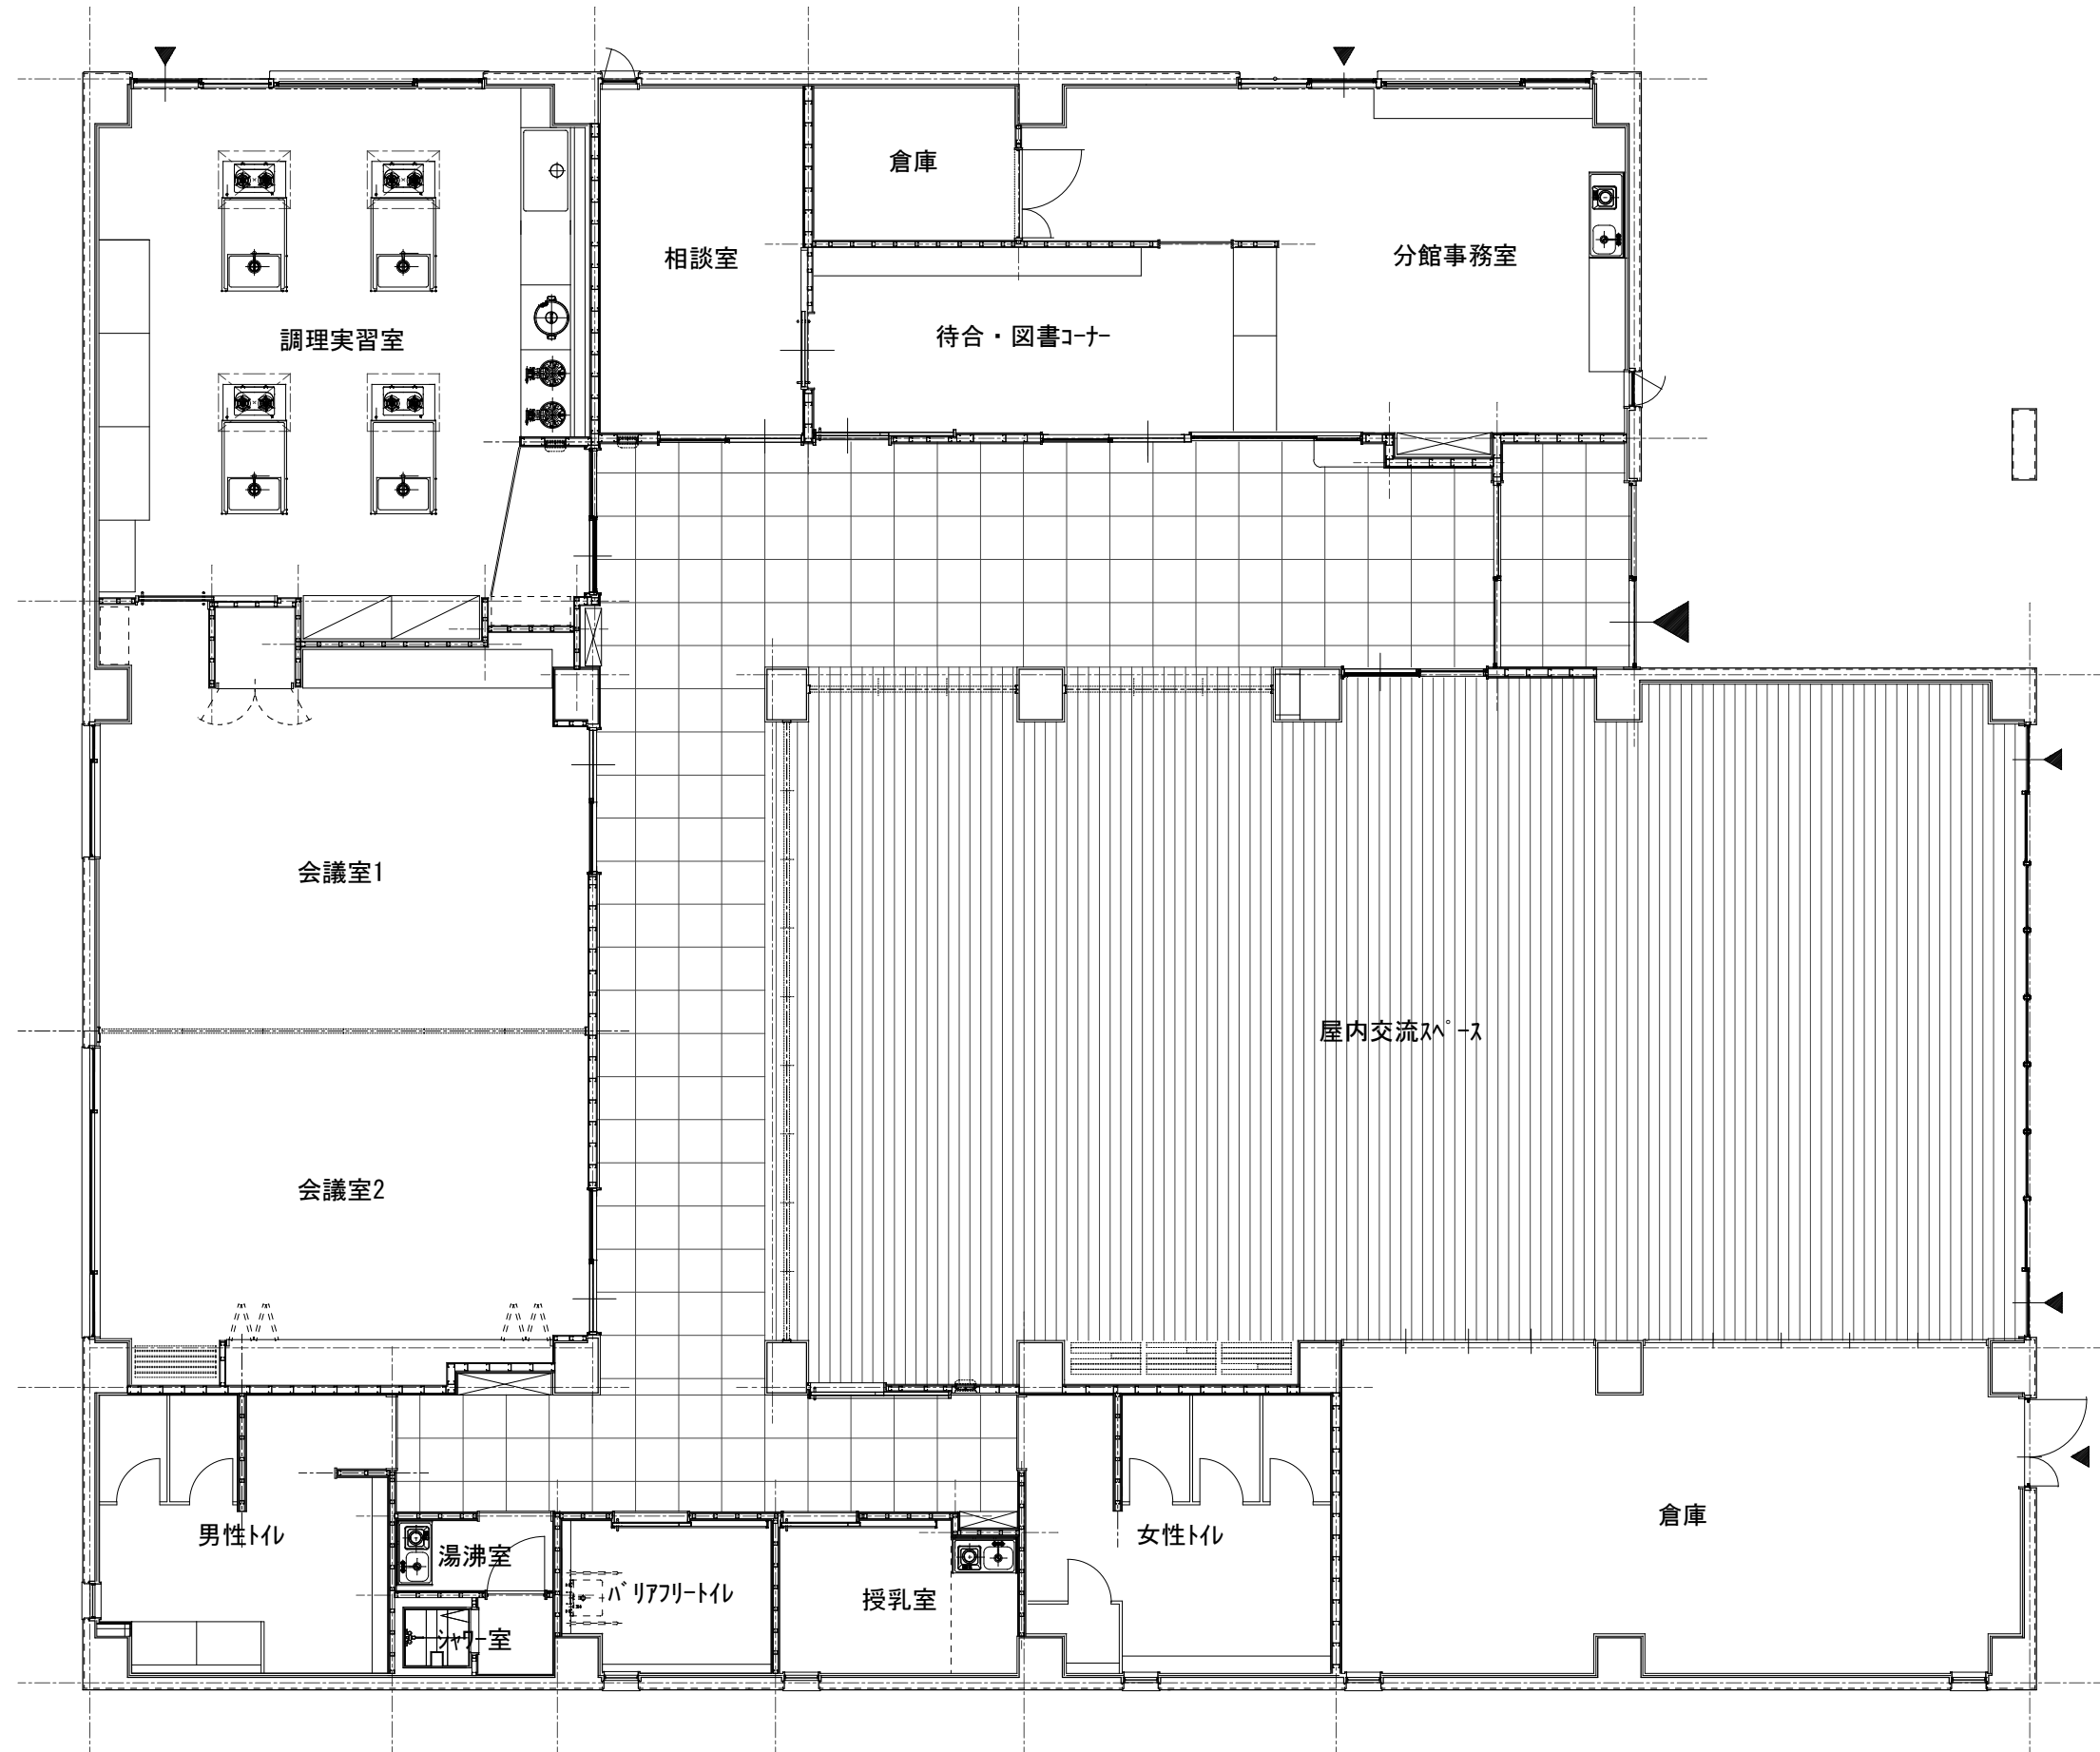 倉庫
相談室
分館事務室
待合・図書ｺｰﾅｰ
調理実習室
会議室1
屋内交流ｽﾍﾟｰｽ
会議室2
倉庫
男性ﾄｲﾚ
女性ﾄｲﾚ
湯沸室
ﾊﾞﾘｱﾌﾘｰﾄｲﾚ
授乳室
ｼｬﾜｰ室